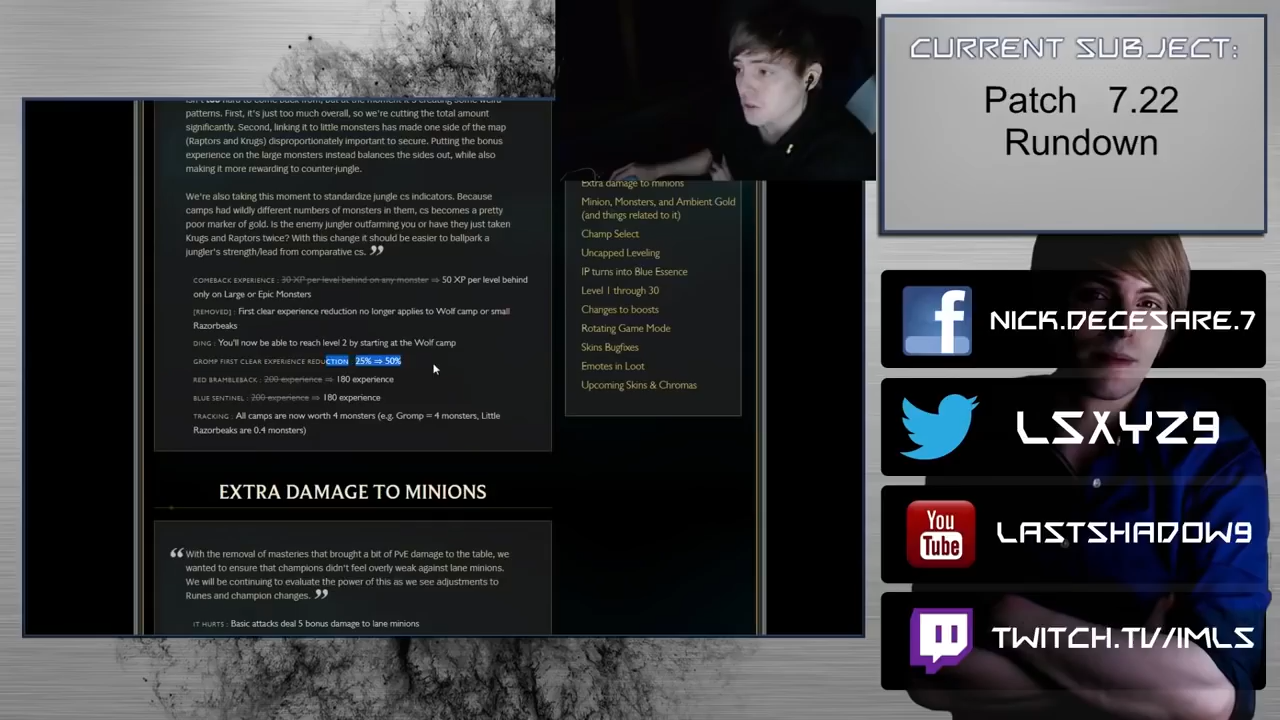 patterns. First, it's just too much overall, so we're cutting the total amount
significantly. Second, linking it to little monsters has made one side of the map
(Raptors and Krugs) disproportionately important to secure. Putting the bonus
experience on the large monsters instead balances the sides out, while also
making it more rewarding to counter-jungle.
We're also taking this moment to standardize jungle cs indicators. Because
camps had wildly different numbers of monsters in them, cs becomes a pretty
poor marker of gold. Is the enemy jungler outfarming you or have they just taken
Krugs and Raptors twice? With this change it should be easier to ballpark a
jungler's strength/lead from comparative cs. ”
COMEBACK EXPERIENCE : 30 XP per level behind on any monster ⇒ 50 XP per level behind
only on Large or Epic Monsters
[REMOVED] : First clear experience reduction no longer applies to Wolf camp or small
Razorbeaks
DING : You'll now be able to reach level 2 by starting at the Wolf camp
GROMP FIRST CLEAR EXPERIENCE REDUCTION 25% ⇒ 50%
RED BRAMBLEBACK : 200 experience ⇒ 180 experience
BLUE SENTINEL : 200 experience ⇒ 180 experience
TRACKING : All camps are now worth 4 monsters (e.g. Gromp = 4 monsters, Little
Razorbeaks are 0.4 monsters)
EXTRA DAMAGE TO MINIONS
“ With the removal of masteries that brought a bit of PvE damage to the table, we
wanted to ensure that champions didn't feel overly weak against lane minions.
We will be continuing to evaluate the power of this as we see adjustments to
Runes and champion changes. ”
IT HURTS : Basic attacks deal 5 bonus damage to lane minions
Extra damage to minions
Minion, Monsters, and Ambient Gold
(and things related to it)
Champ Select
Uncapped Leveling
IP turns into Blue Essence
Level 1 through 30
Changes to boosts
Rotating Game Mode
Skins Bugfixes
Emotes in Loot
Upcoming Skins & Chromas
CURRENT SUBJECT:
Patch 7.22
Rundown
NICK.DECESARE.7
LSXYZ9
You
Tube
LASTSHADOW9
TWITCH.TV/IMLS